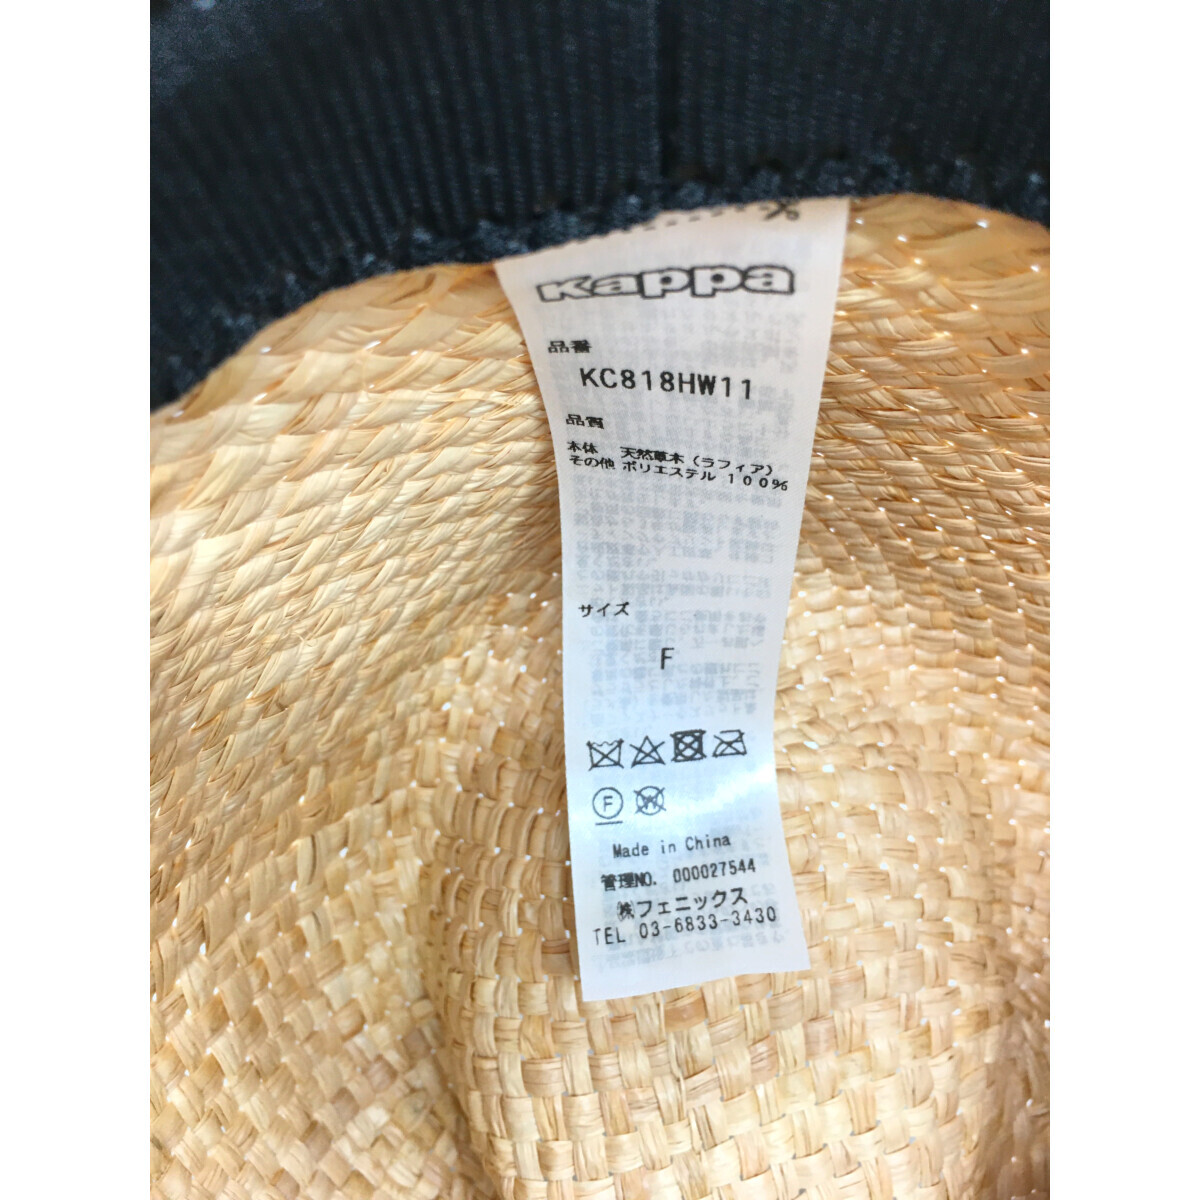 Kappa
品番
KC818HW11
品質
本体 天然草木(ラフィア)
その他 ポリエステル 100%
サイズ
F
F
W
Made in China
管理NO. 000027544
㈱フェニックス
TEL 03-6833-3430